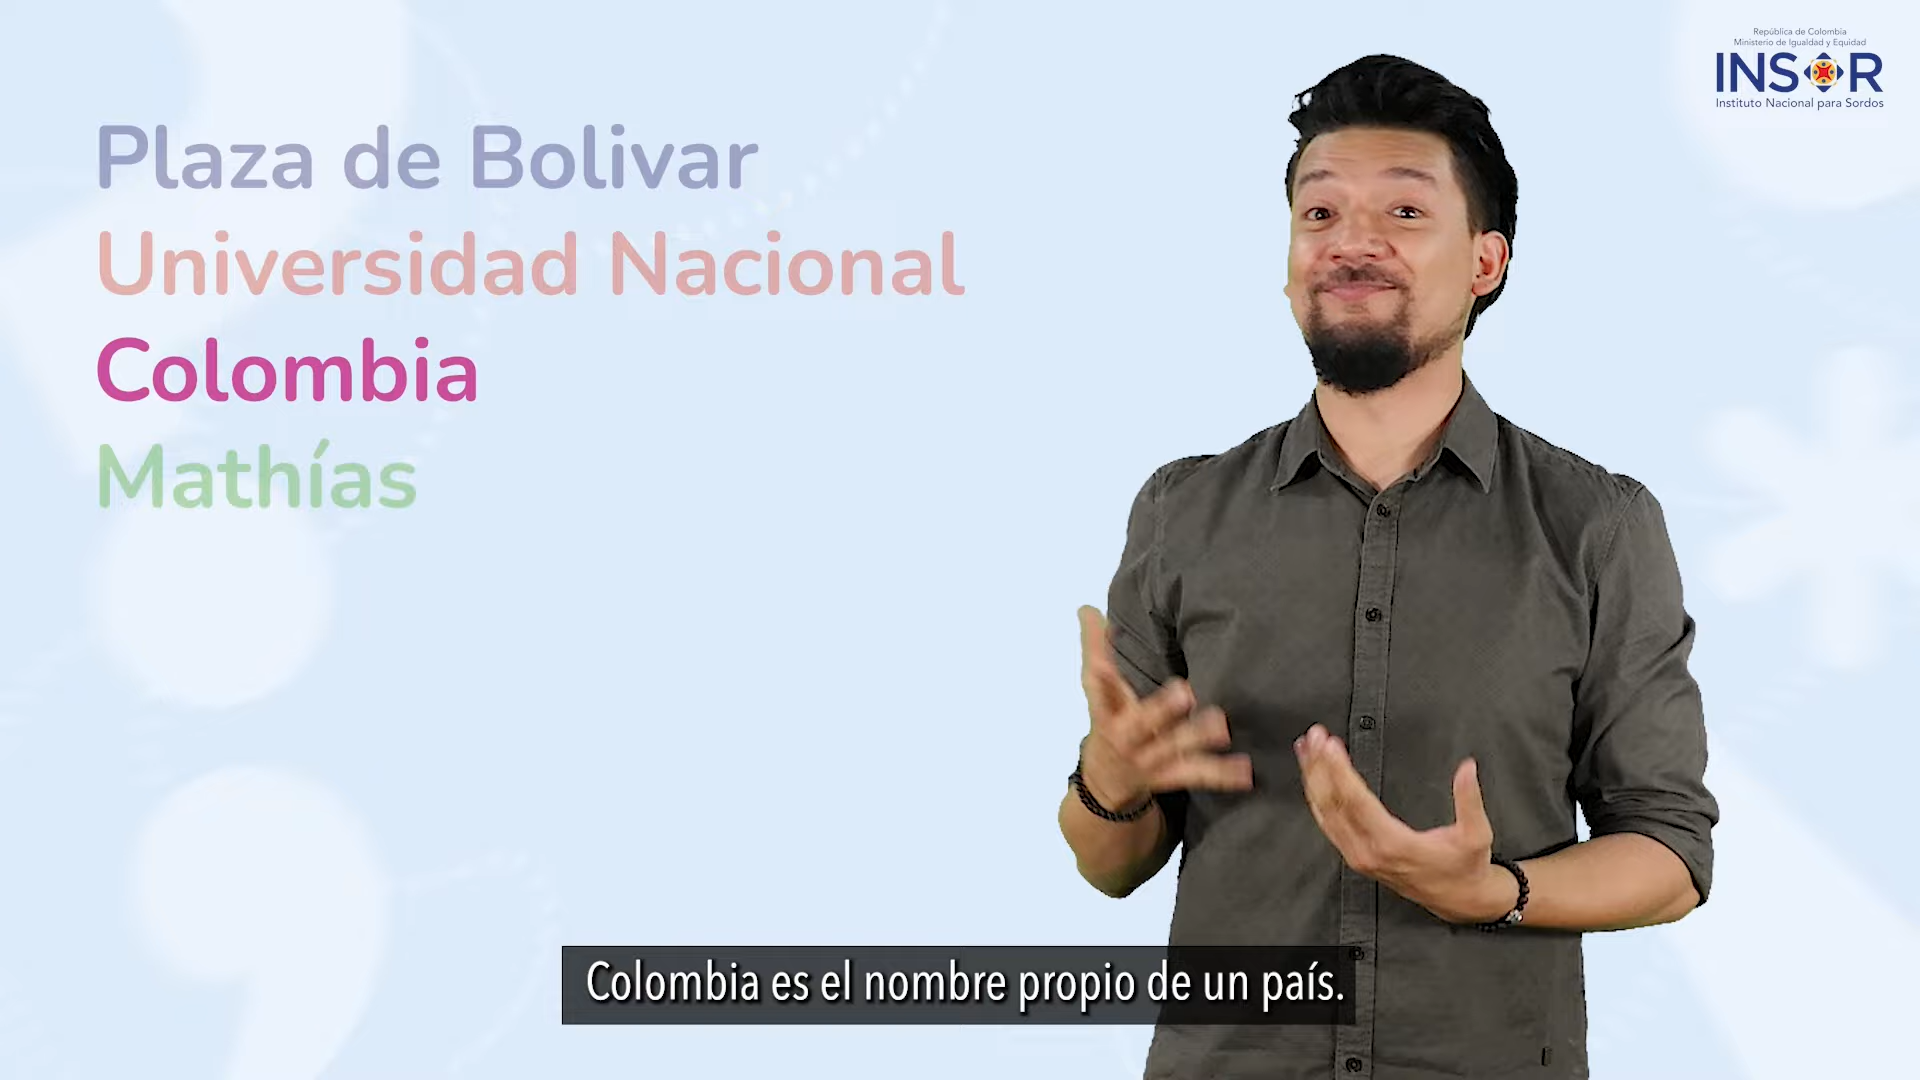 República de Colombia
Ministerio de Igualdad y Equidad
INSOR
Instituto Nacional para Sordos
Plaza de Bolivar
Universidad Nacional
Colombia
Mathías
Colombia es el nombre propio de un país.